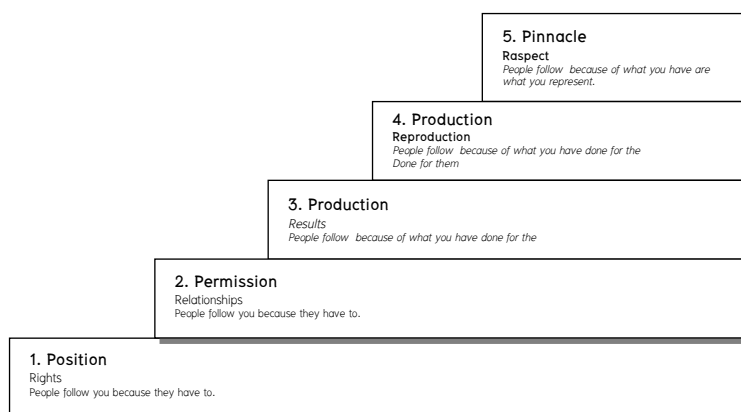 5. Pinnacle
Raspect
People follow because of what you have are
what you represent.
4. Production
Reproduction
People follow because of what you have done for the
Done for them
3. Production
Results
People follow because of what you have done for the
2. Permission
Relationships
People follow you because they have to.
1. Position
Rights
People follow you because they have to.